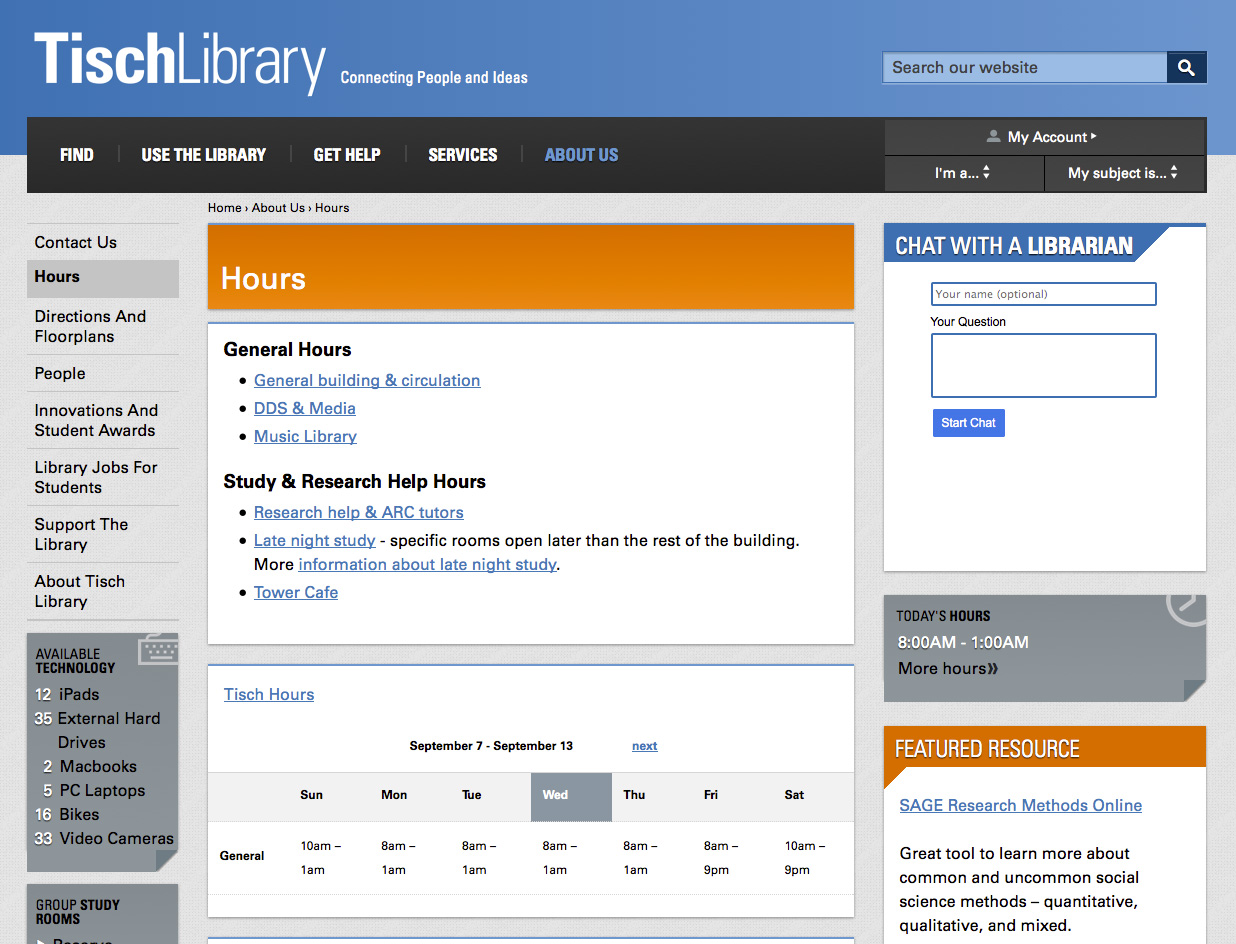 TischLibrary Connecting People and Ideas
Search our website
FIND USE THE LIBRARY GET HELP SERVICES ABOUT US
My Account
I'm a... My subject is...
Home › About Us › Hours
Contact Us
Hours
Directions And
Floorplans
People
Innovations And
Student Awards
Library Jobs For
Students
Support The
Library
About Tisch
Library
AVAILABLE
TECHNOLOGY
12 iPads
35 External Hard
Drives
2 Macbooks
5 PC Laptops
16 Bikes
33 Video Cameras
GROUP STUDY
ROOMS
Reserve
Hours
General Hours
• General building & circulation
• DDS & Media
• Music Library
Study & Research Help Hours
• Research help & ARC tutors
• Late night study - specific rooms open later than the rest of the building.
More information about late night study.
• Tower Cafe
Tisch Hours
September 7 - September 13 next
Sun Mon Tue Wed Thu Fri Sat
General 10am – 8am – 8am – 8am – 8am – 8am – 10am –
1am 1am 1am 1am 1am 9pm 9pm
CHAT WITH A LIBRARIAN
Your name (optional)
Your Question
Start Chat
TODAY'S HOURS
8:00AM - 1:00AM
More hours»
FEATURED RESOURCE
SAGE Research Methods Online
Great tool to learn more about
common and uncommon social
science methods – quantitative,
qualitative, and mixed.